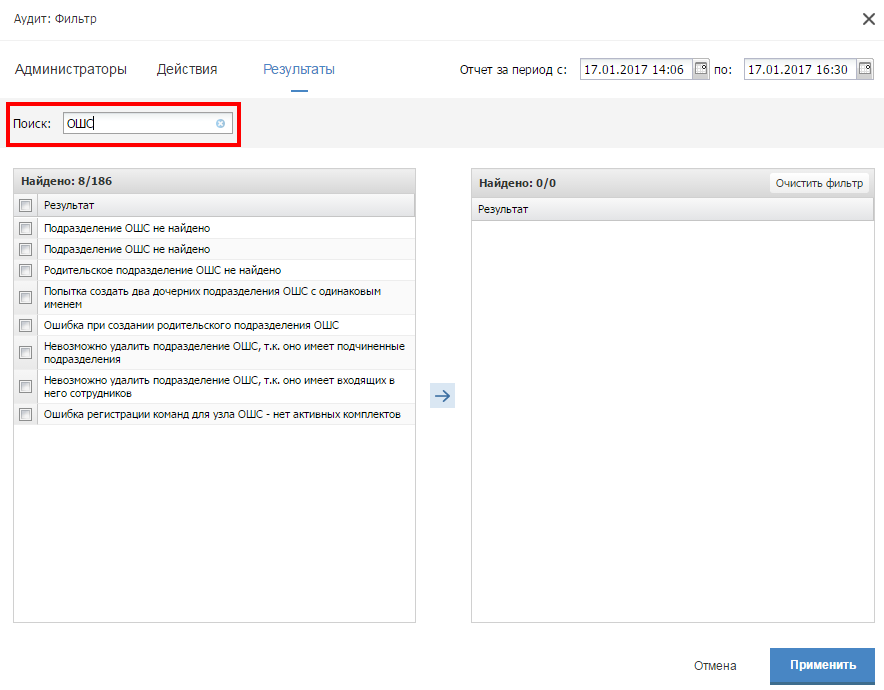 Аудит: Фильтр
Администраторы Действия Результаты Отчет за период с: 17.01.2017 14:06 по: 17.01.2017 16:30
Поиск: ОШС
Найдено: 8/186
Результат
Подразделение ОШС не найдено
Подразделение ОШС не найдено
Родительское подразделение ОШС не найдено
Попытка создать два дочерних подразделения ОШС с одинаковым
именем
Ошибка при создании родительского подразделения ОШС
Невозможно удалить подразделение ОШС, т.к. оно имеет подчиненные
подразделения
Невозможно удалить подразделение ОШС, т.к. оно имеет входящих в
него сотрудников
Ошибка регистрации команд для узла ОШС - нет активных комплектов
Найдено: 0/0 Очистить фильтр
Результат
Отмена Применить